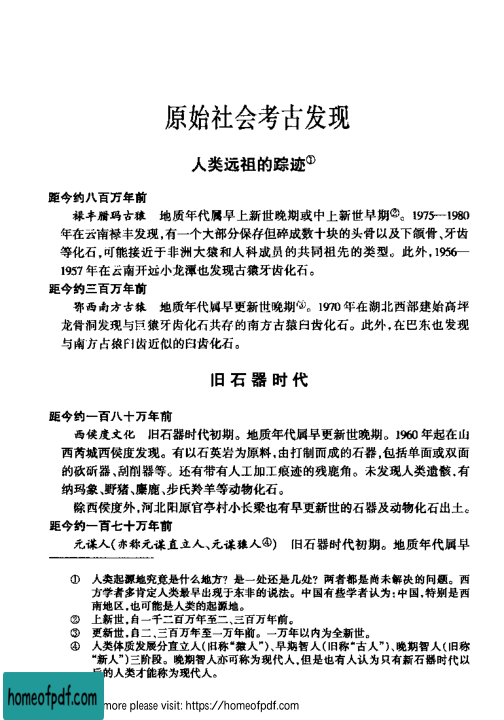 原始社会考古发现
人类远祖的踪迹①
距今约八百万年前
禄丰腊玛古猿 地质年代属早上新世晚期或中上新世早期②。1975—1980
年在云南禄丰发现,有一个大部分保存但碎成数十块的头骨以及下颌骨、牙齿
等化石,可能接近于非洲大猿和人科成员的共同祖先的类型。此外,1956—
1957年在云南开远小龙潭也发现古猿牙齿化石。
距今约三百万年前
鄂西南方古猿 地质年代属早更新世晚期③。1970年在湖北西部建始高坪
龙骨洞发现与巨猿牙齿化石共存的南方古猿臼齿化石。此外,在巴东也发现
与南方古猿臼齿近似的臼齿化石。
旧石器时代
距今约一百八十万年前
西侯度文化 旧石器时代初期。地质年代属早更新世晚期。1960年起在山
西芮城西侯度发现。有以石英岩为原料,由打制而成的石器,包括单面或双面
的砍斫器、刮削器等。还有带有人工加工痕迹的残鹿角。未发现人类遗骸,有
纳玛象、野猪、麋鹿、步氏羚羊等动物化石。
除西侯度外,河北阳原官亭村小长梁也有早更新世的石器及动物化石出土。
距今约一百七十万年前
元谋人(亦称元谋直立人、元谋猿人④) 旧石器时代初期。地质年代属早
① 人类起源地究竟是什么地方?是一处还是几处?两者都是尚未解决的问题。西
方学者多肯定人类最早出现于东非的说法。中国有些学者认为:中国,特别是西
南地区,也可能是人类的起源地。
② 上新世,自一千二百万年至二、三百万年前。
③ 更新世,自二、三百万年至一万年前。一万年以内为全新世。
④ 人类体质发展分直立人(旧称“猿人”)、早期智人(旧称“古人”)、晚期智人(旧称
“新人”)三阶段。晚期智人亦可称为现代人,但是也有人认为只有新石器时代以
的人类才能称为现代人。
homeofpdf.com
more please visit: https://homeofpdf.com